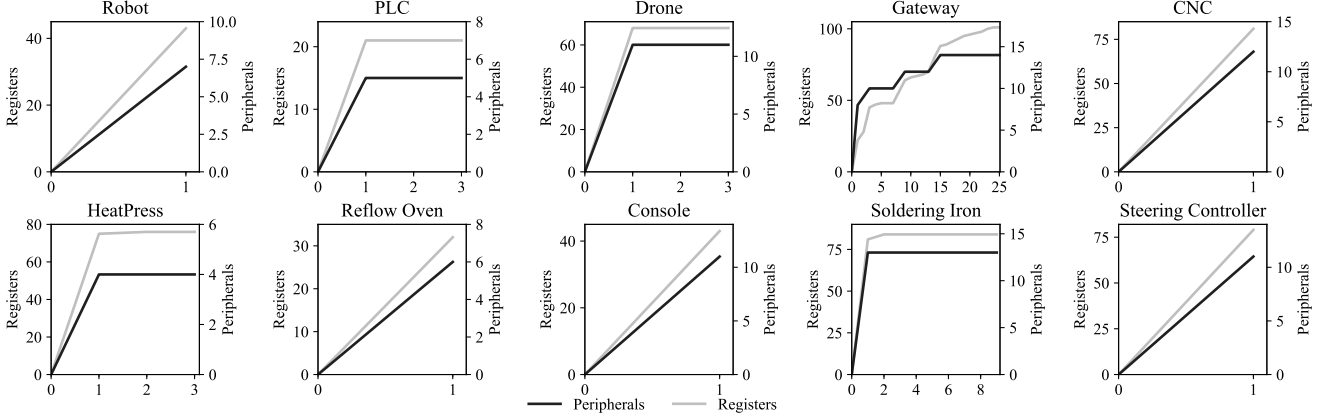 Robot
Registers
40
20
0
10.0
7.5
5.0
2.5
0.0
Peripherals
0 1
PLC
Registers
20
10
0
8
6
4
2
0
Peripherals
0 1 2 3
Drone
Registers
60
40
20
0
10
5
0
Peripherals
0 1 2 3
Gateway
Registers
100
50
0
15
10
5
0
Peripherals
0 5 10 15 20 25
CNC
Registers
75
50
25
0
15
10
5
0
Peripherals
0 1
HeatPress
Registers
80
60
40
20
0
6
4
2
0
Peripherals
0 1 2 3
Reflow Oven
Registers
30
20
10
0
8
6
4
2
0
Peripherals
0 1
Console
Registers
40
20
0
10
5
0
Peripherals
0 1
Soldering Iron
Registers
75
50
25
0
15
10
5
0
Peripherals
0 2 4 6 8
Steering Controller
Registers
75
50
25
0
10
5
0
Peripherals
0 1
Peripherals Registers